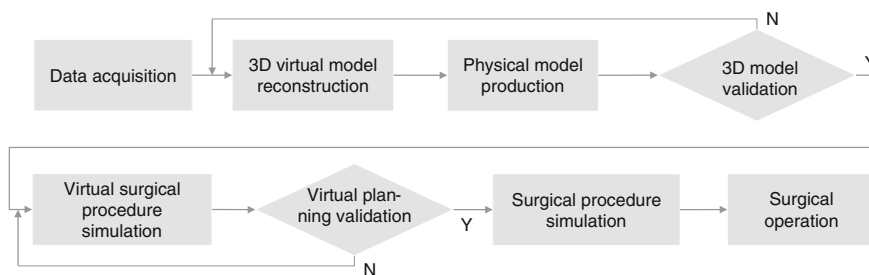 N
Data acquisition
3D virtual model
reconstruction
Physical model
production
3D model
validation
Y
Virtual surgical
procedure
simulation
Virtual plan-
ning validation
Y
Surgical procedure
simulation
Surgical
operation
N